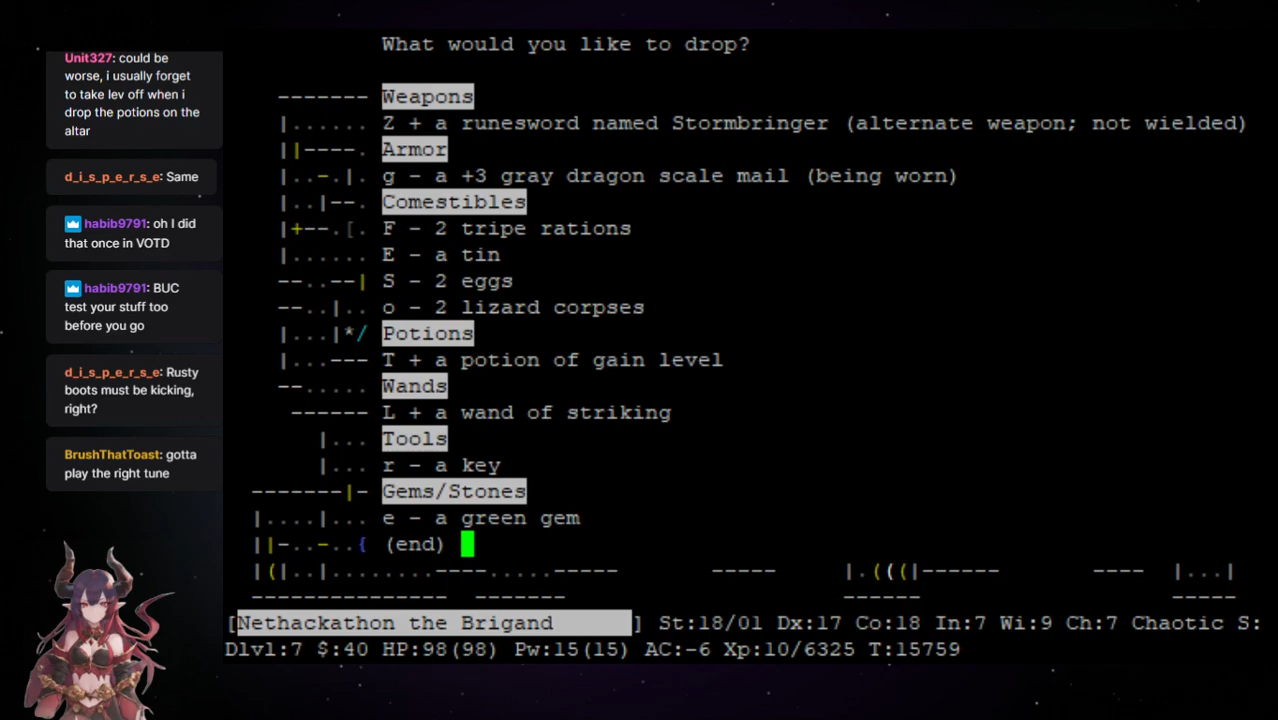 Unit327: could be
worse, i usually forget
to take lev off when i
drop the potions on the
altar
d_i_s_p_e_r_s_e: Same
habib9791: oh I did
that once in VOTD
habib9791: BUC
test your stuff too
before you go
d_i_s_p_e_r_s_e: Rusty
boots must be kicking,
right?
BrushThatToast: gotta
play the right tune
What would you like to drop?
Weapons
Z + a runesword named Stormbringer (alternate weapon; not wielded)
Armor
g - a +3 gray dragon scale mail (being worn)
Comestibles
F - 2 tripe rations
E - a tin
S - 2 eggs
o - 2 lizard corpses
Potions
T + a potion of gain level
Wands
L + a wand of striking
Tools
r - a key
Gems/Stones
e - a green gem
(end)
[Nethackathon the Brigand ] St:18/01 Dx:17 Co:18 In:7 Wi:9 Ch:7 Chaotic S:
Dlvl:7 $:40 HP:98(98) Pw:15(15) AC:-6 Xp:10/6325 T:15759